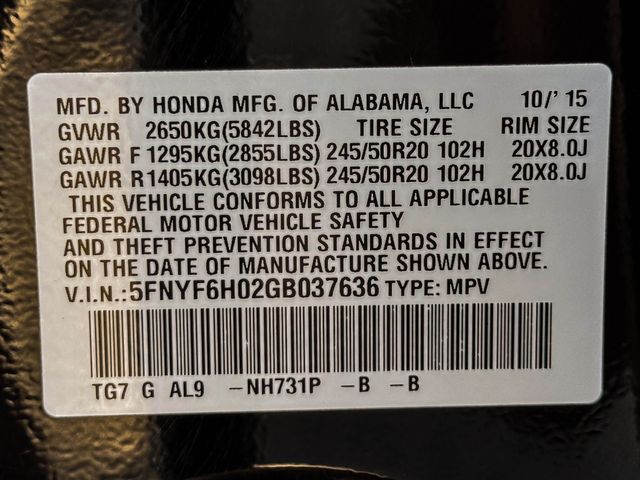 MFD. BY HONDA MFG. OF ALABAMA, LLC 10/'15
GVWR 2650KG(5842LBS) TIRE SIZE RIM SIZE
GAWR F 1295KG(2855LBS) 245/50R20 102H 20X8.0J
GAWR R1405KG(3098LBS) 245/50R20 102H 20X8.0J
THIS VEHICLE CONFORMS TO ALL APPLICABLE
FEDERAL MOTOR VEHICLE SAFETY
AND THEFT PREVENTION STANDARDS IN EFFECT
ON THE DATE OF MANUFACTURE SHOWN ABOVE.
V.I.N.:5FNYF6H02GB037636 TYPE: MPV
TG7 G AL9 -NH731P -B -B